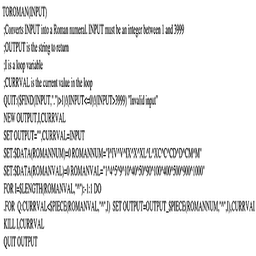 TOROMAN(INPUT)
;Converts INPUT into a Roman numeral. INPUT must be an integer between 1 and 3999
;OUTPUT is the string to return
;I is a loop variable
;CURRVAL is the current value in the loop
QUIT:($FIND(INPUT,".")>1)!(INPUT<=0)!(INPUT>3999) "Invalid input"
NEW OUTPUT,I,CURRVAL
SET OUTPUT="",CURRVAL=INPUT
SET:$DATA(ROMANNUM)=0 ROMANNUM="I^IV^V^IX^X^XL^L^XC^C^CD^D^CM^M"
SET:$DATA(ROMANVAL)=0 ROMANVAL="1^4^5^9^10^40^50^90^100^400^500^900^1000"
FOR I=$LENGTH(ROMANVAL,"^"):-1:1 DO
.FOR Q:CURRVAL<$PIECE(ROMANVAL,"^",I) SET OUTPUT=OUTPUT_$PIECE(ROMANNUM,"^",I),CURRVAL
KILL I,CURRVAL
QUIT OUTPUT